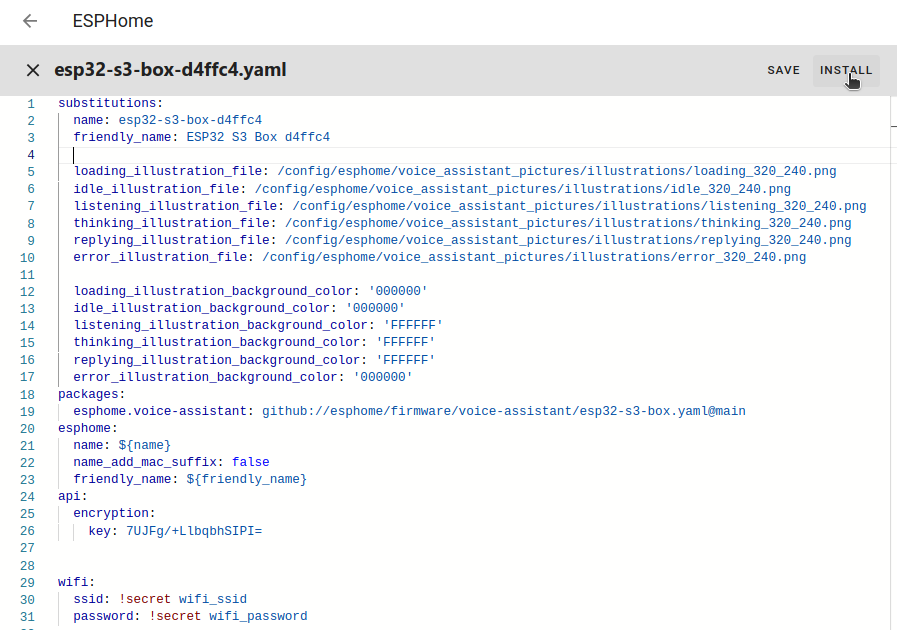 ESPHome
esp32-s3-box-d4ffc4.yaml
SAVE
INSTALL
1 substitutions:
2 name: esp32-s3-box-d4ffc4
3 friendly_name: ESP32 S3 Box d4ffc4
4
5 loading_illustration_file: /config/esphome/voice_assistant_pictures/illustrations/loading_320_240.png
6 idle_illustration_file: /config/esphome/voice_assistant_pictures/illustrations/idle_320_240.png
7 listening_illustration_file: /config/esphome/voice_assistant_pictures/illustrations/listening_320_240.png
8 thinking_illustration_file: /config/esphome/voice_assistant_pictures/illustrations/thinking_320_240.png
9 replying_illustration_file: /config/esphome/voice_assistant_pictures/illustrations/replying_320_240.png
10 error_illustration_file: /config/esphome/voice_assistant_pictures/illustrations/error_320_240.png
11
12 loading_illustration_background_color: '000000'
13 idle_illustration_background_color: '000000'
14 listening_illustration_background_color: 'FFFFFF'
15 thinking_illustration_background_color: 'FFFFFF'
16 replying_illustration_background_color: 'FFFFFF'
17 error_illustration_background_color: '000000'
18 packages:
19 esphome.voice-assistant: github://esphome/firmware/voice-assistant/esp32-s3-box.yaml@main
20 esphome:
21 name: ${name}
22 name_add_mac_suffix: false
23 friendly_name: ${friendly_name}
24 api:
25 encryption:
26 key: 7UJFg/+LlbqbhSIPI=
27
28
29 wifi:
30 ssid: !secret wifi_ssid
31 password: !secret wifi_password